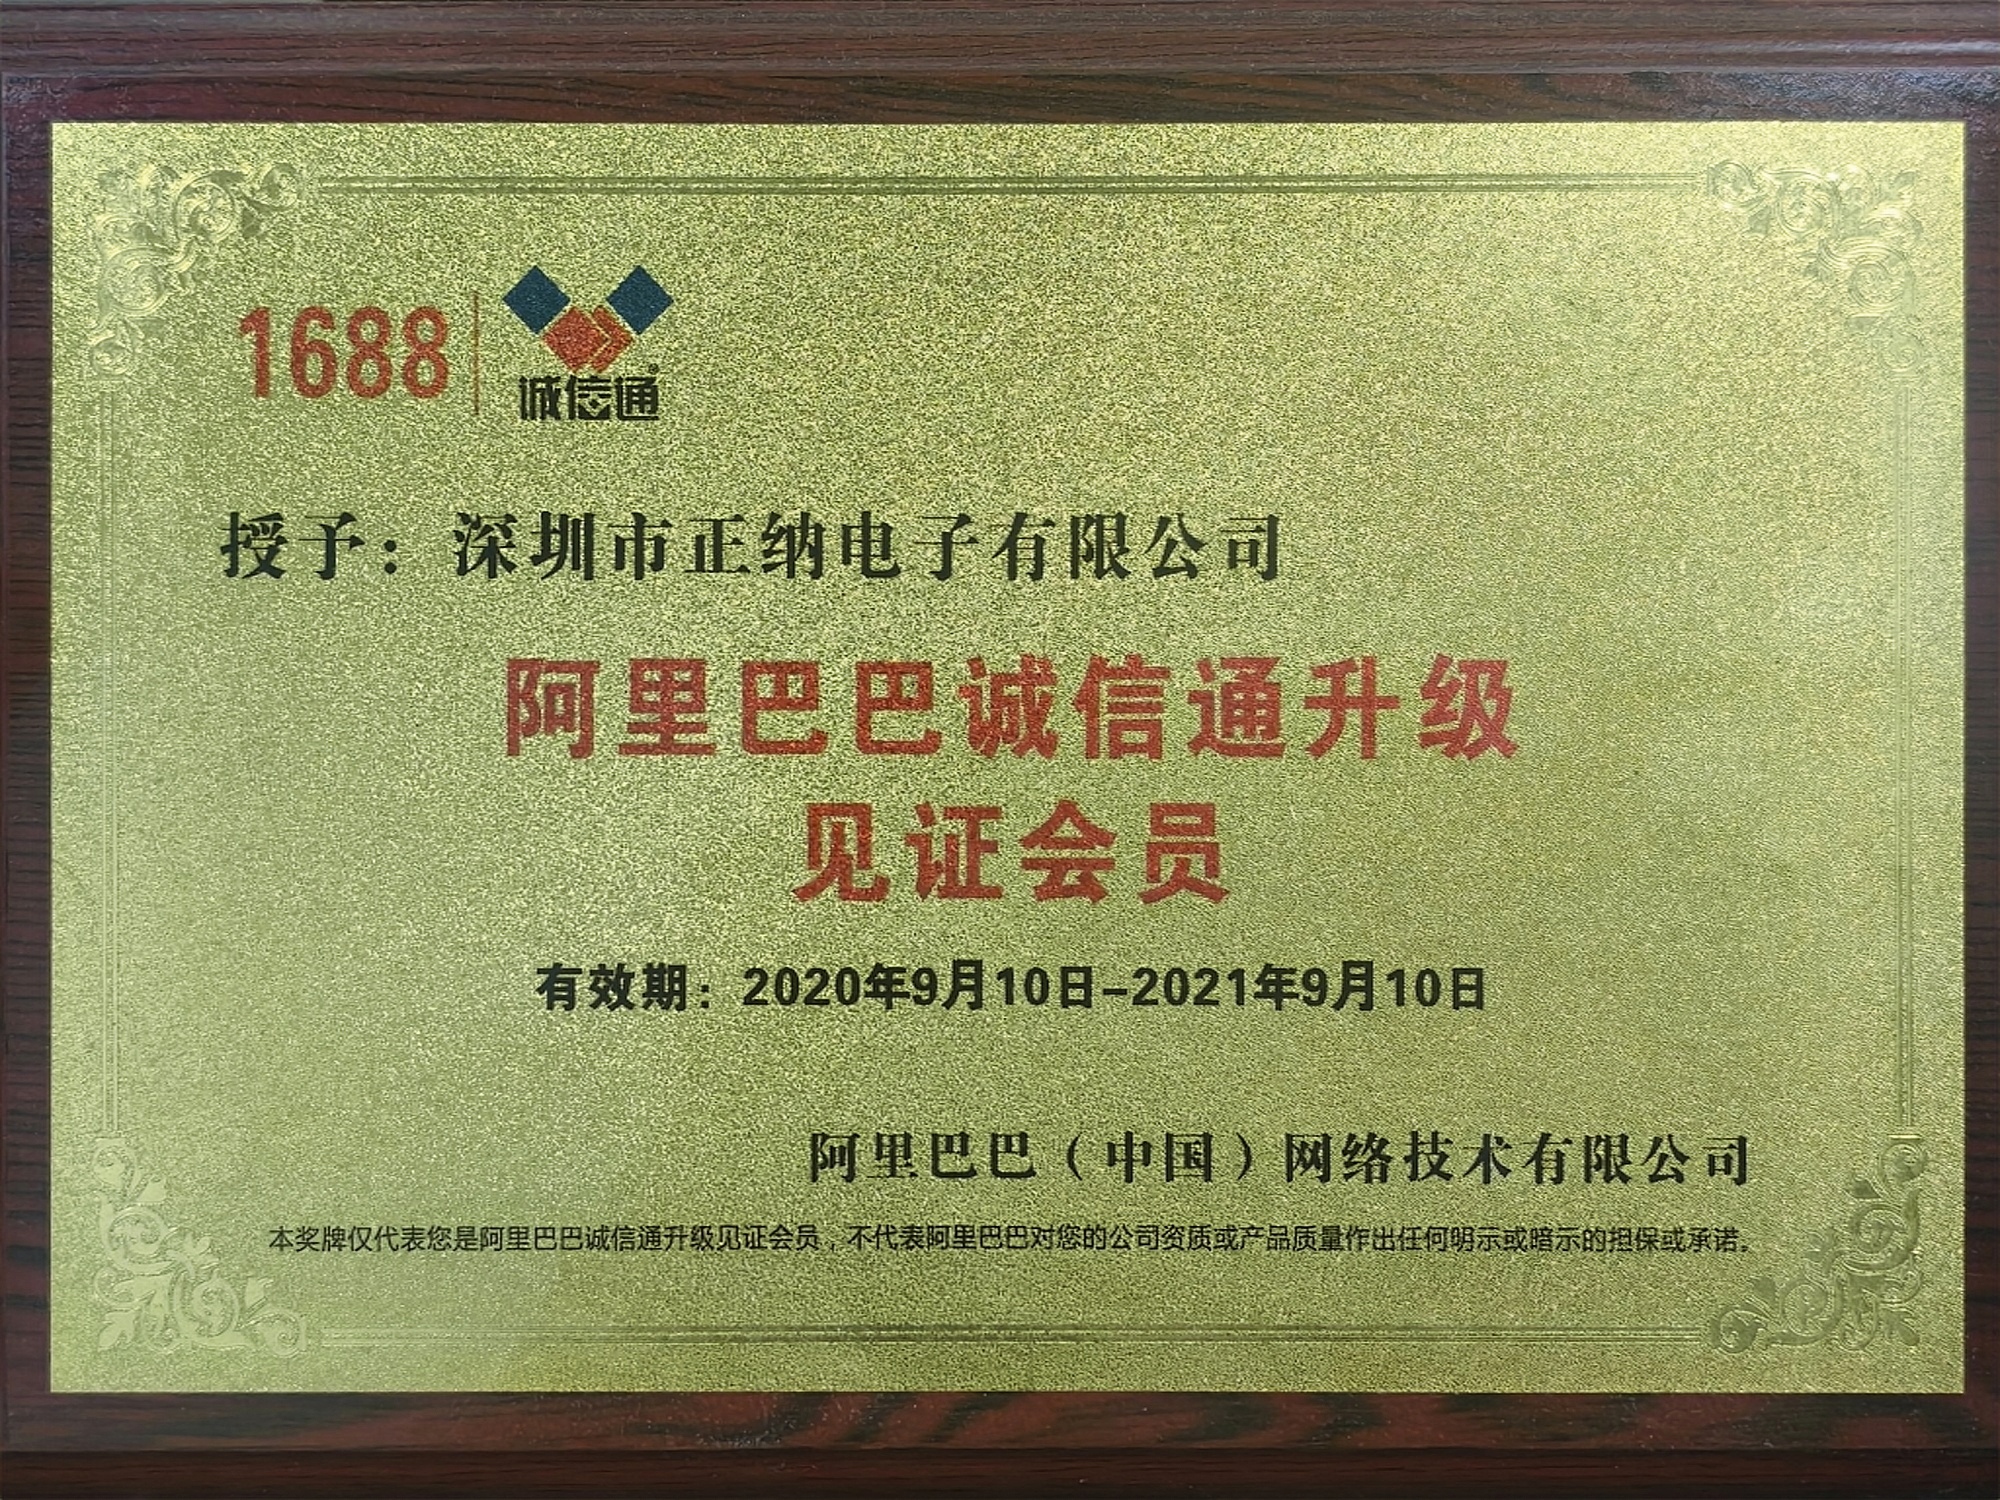 1688 诚信通®
授予：深圳市正纳电子有限公司
阿里巴巴诚信通升级
见证会员
有效期：2020年9月10日-2021年9月10日
阿里巴巴（中国）网络技术有限公司
本奖牌仅代表您是阿里巴巴诚信通升级见证会员，不代表阿里巴巴对您的公司资质或产品质量作出任何明示或暗示的担保或承诺。